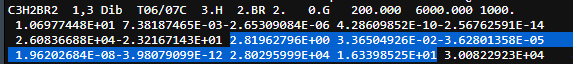 C3H2BR2  1,3 Dib  T06/07C  3.H  2.BR 2.   0.G   200.000  6000.000 1000.
 1.06977448E+01 7.38187465E-03-2.65309084E-06 4.28609852E-10-2.56762591E-14
 2.60836688E+04-2.32167143E+01 2.81962796E+00 3.36504926E-02-3.62801358E-05
 1.96202684E-08-3.98079099E-12 2.80295999E+04 1.63398525E+01 3.00822923E+04